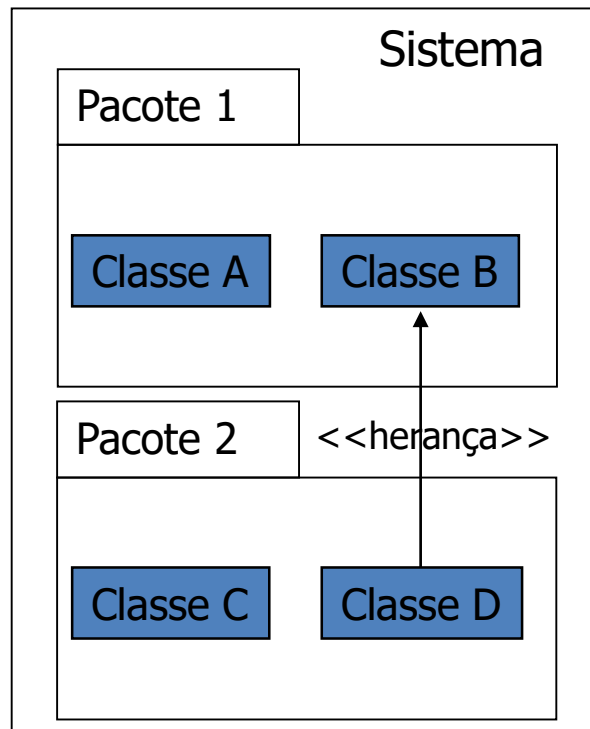 Sistema
Pacote 1
Classe A
Classe B
Pacote 2
<<herança>>
Classe C
Classe D